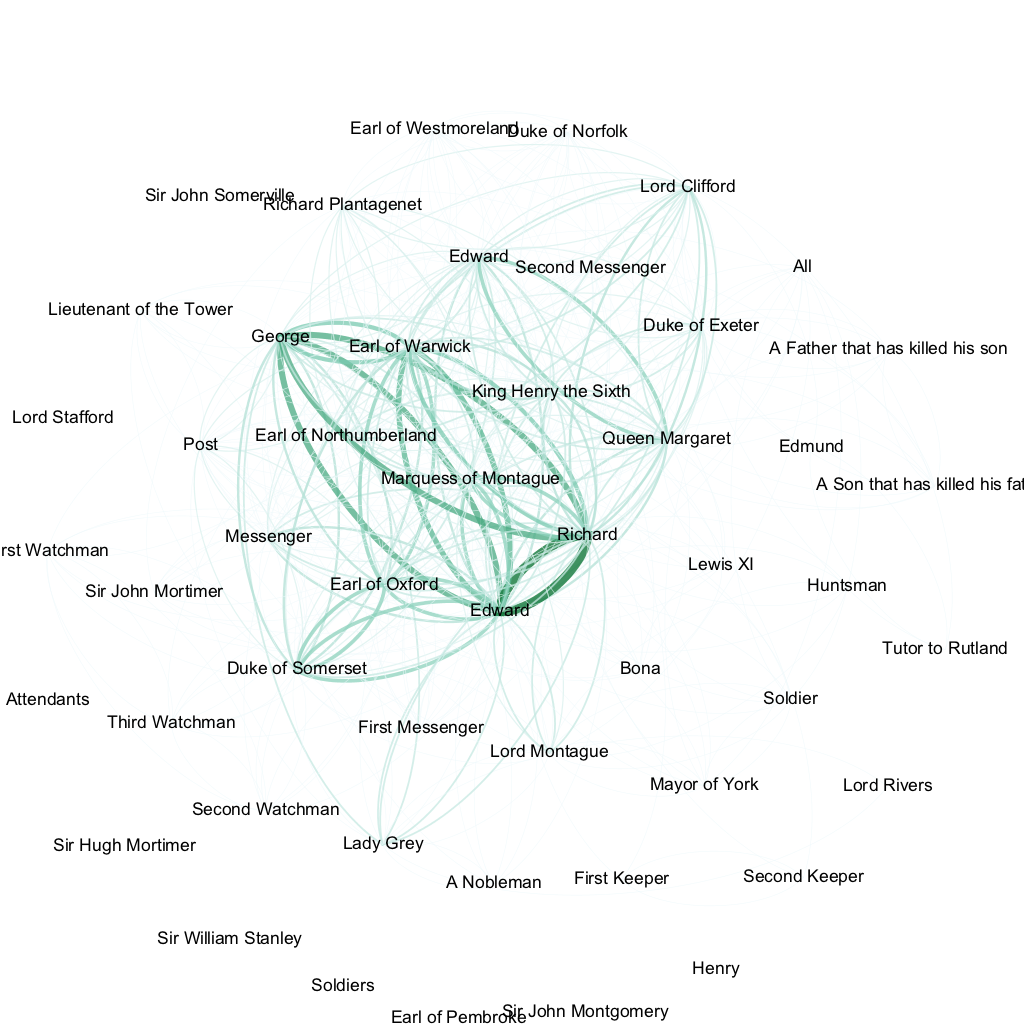 Earl of Westmoreland
Duke of Norfolk
Lord Clifford
Sir John Somerville
Richard Plantagenet
Edward
Second Messenger
All
Lieutenant of the Tower
Duke of Exeter
George
Earl of Warwick
A Father that has killed his son
King Henry the Sixth
Lord Stafford
Post
Earl of Northumberland
Queen Margaret
Edmund
Marquess of Montague
A Son that has killed his fat
Messenger
Richard
rst Watchman
Lewis XI
Sir John Mortimer
Earl of Oxford
Huntsman
Edward
Tutor to Rutland
Duke of Somerset
Bona
Attendants
Soldier
Third Watchman
First Messenger
Lord Montague
Mayor of York
Lord Rivers
Second Watchman
Sir Hugh Mortimer
Lady Grey
A Nobleman
First Keeper
Second Keeper
Sir William Stanley
Henry
Soldiers
Earl of Pembroke
Sir John Montgomery